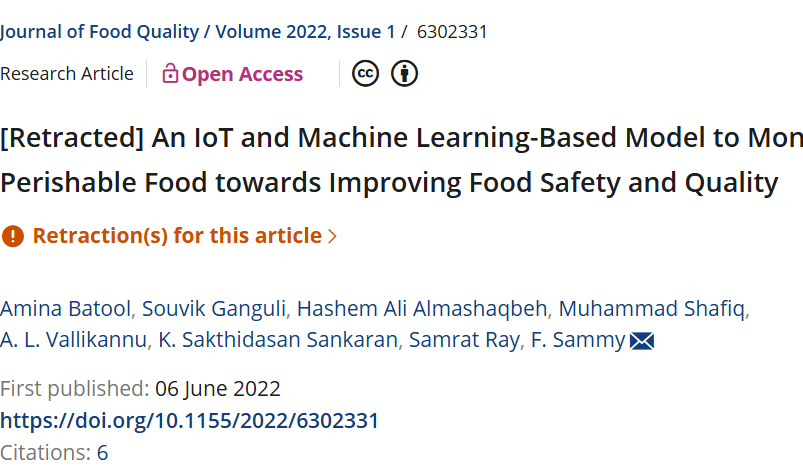 Journal of Food Quality / Volume 2022, Issue 1 / 6302331
Research Article Open Access cc
[Retracted] An IoT and Machine Learning-Based Model to Mon
Perishable Food towards Improving Food Safety and Quality
! Retraction(s) for this article >
Amina Batool, Souvik Ganguli, Hashem Ali Almashaqbeh, Muhammad Shafiq,
A. L. Vallikannu, K. Sakthidasan Sankaran, Samrat Ray, F. Sammy
First published: 06 June 2022
https://doi.org/10.1155/2022/6302331
Citations: 6